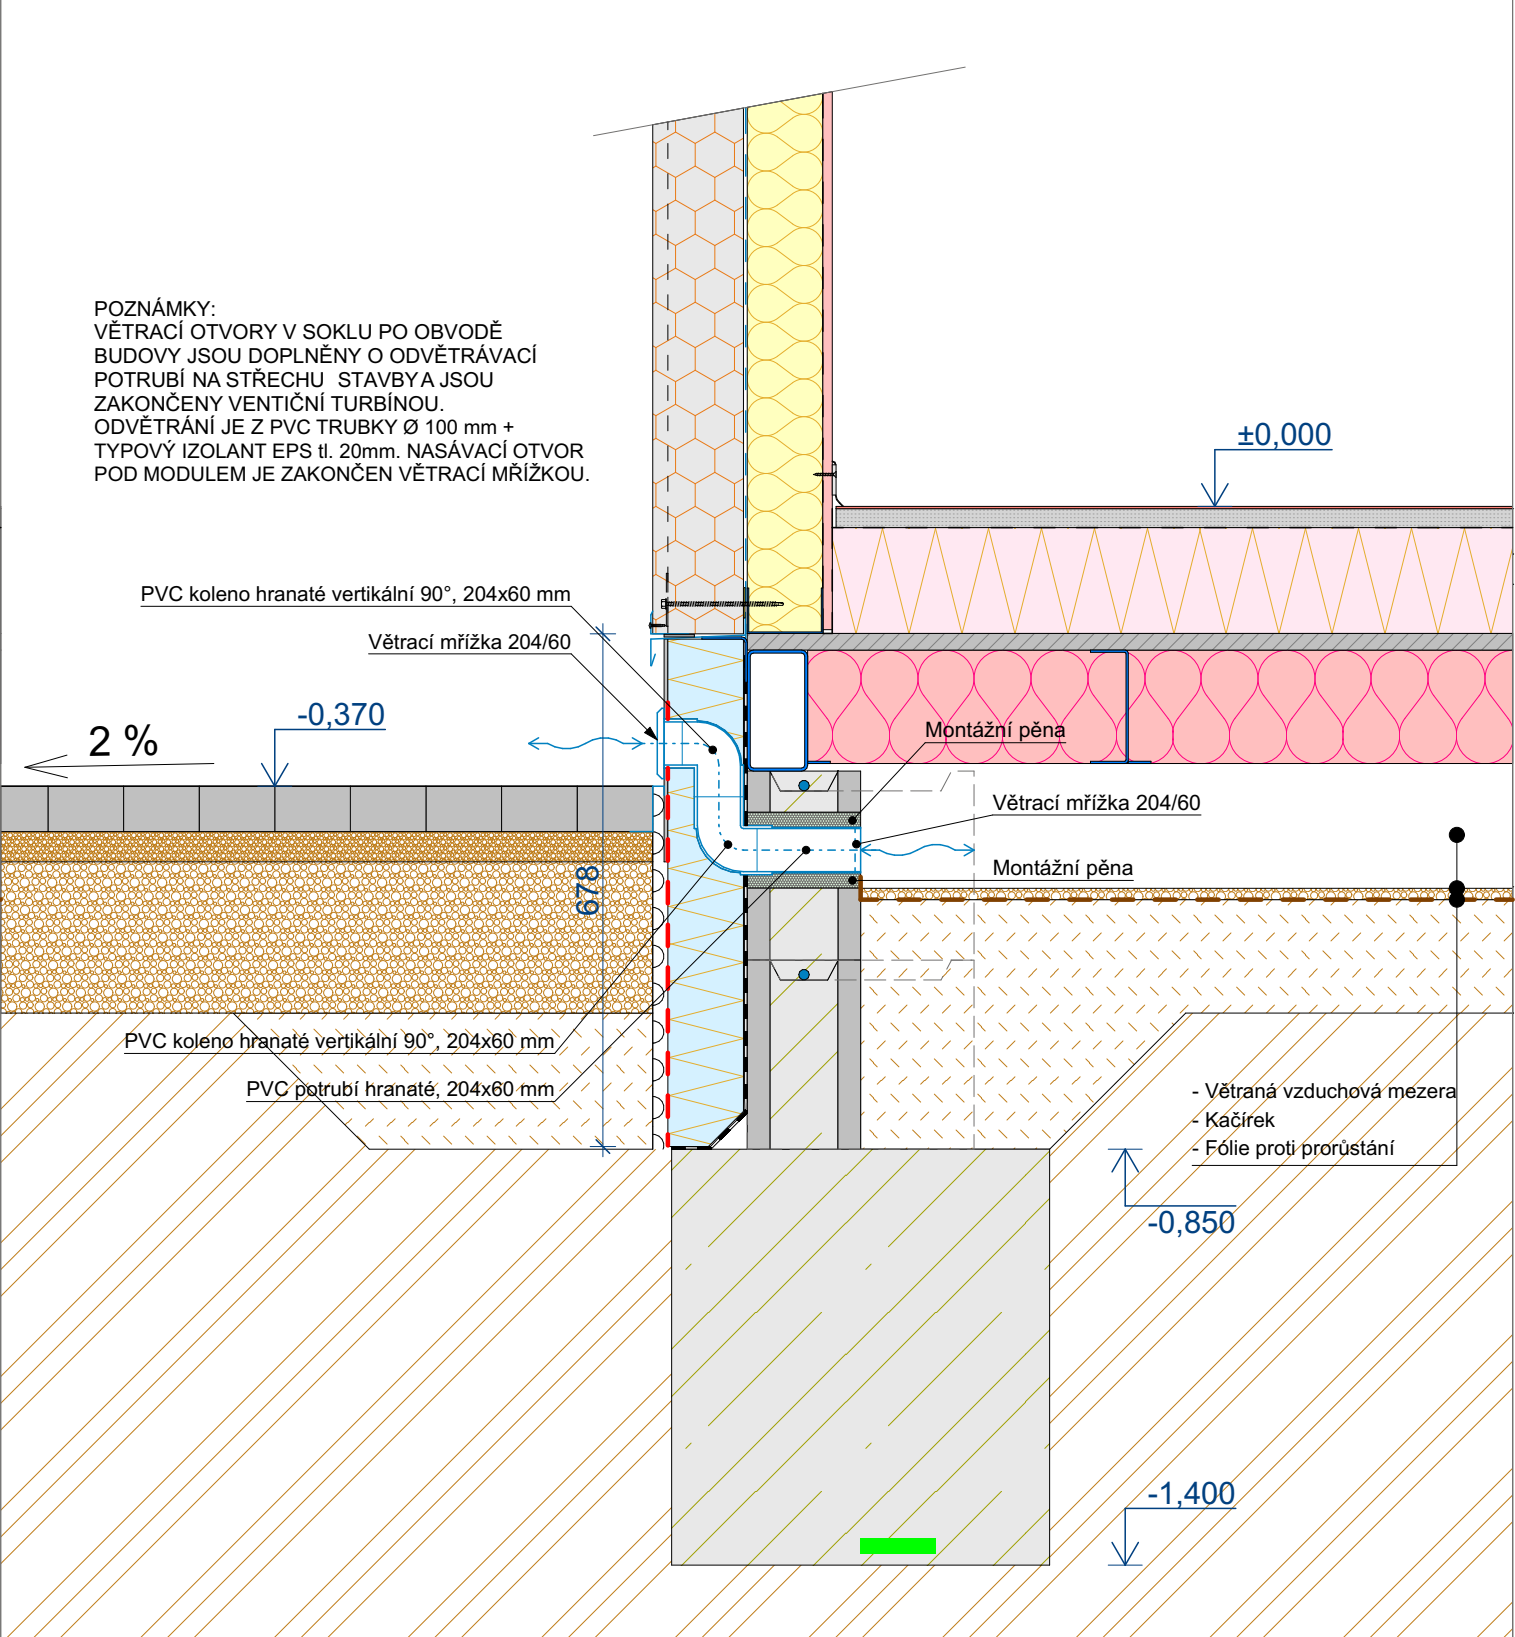 POZNÁMKY:
VĚTRACÍ OTVORY V SOKLU PO OBVODĚ
BUDOVY JSOU DOPLNĚNY O ODVĚTRÁVACÍ
POTRUBÍ NA STŘECHU STAVBY A JSOU
ZAKONČENY VENTIČNÍ TURBÍNOU.
ODVĚTRÁNÍ JE Z PVC TRUBKY Ø 100 mm +
TYPOVÝ IZOLANT EPS tl. 20mm. NASÁVACÍ OTVOR
POD MODULEM JE ZAKONČEN VĚTRACÍ MŘÍŽKOU.
±0,000
PVC koleno hranaté vertikální 90°, 204x60 mm
Větrací mřížka 204/60
-0,370
2 %
Montážní pěna
Větrací mřížka 204/60
Montážní pěna
678
PVC koleno hranaté vertikální 90°, 204x60 mm
PVC potrubí hranaté, 204x60 mm
- Větraná vzduchová mezera
- Kačírek
- Fólie proti prorůstání
-0,850
-1,400